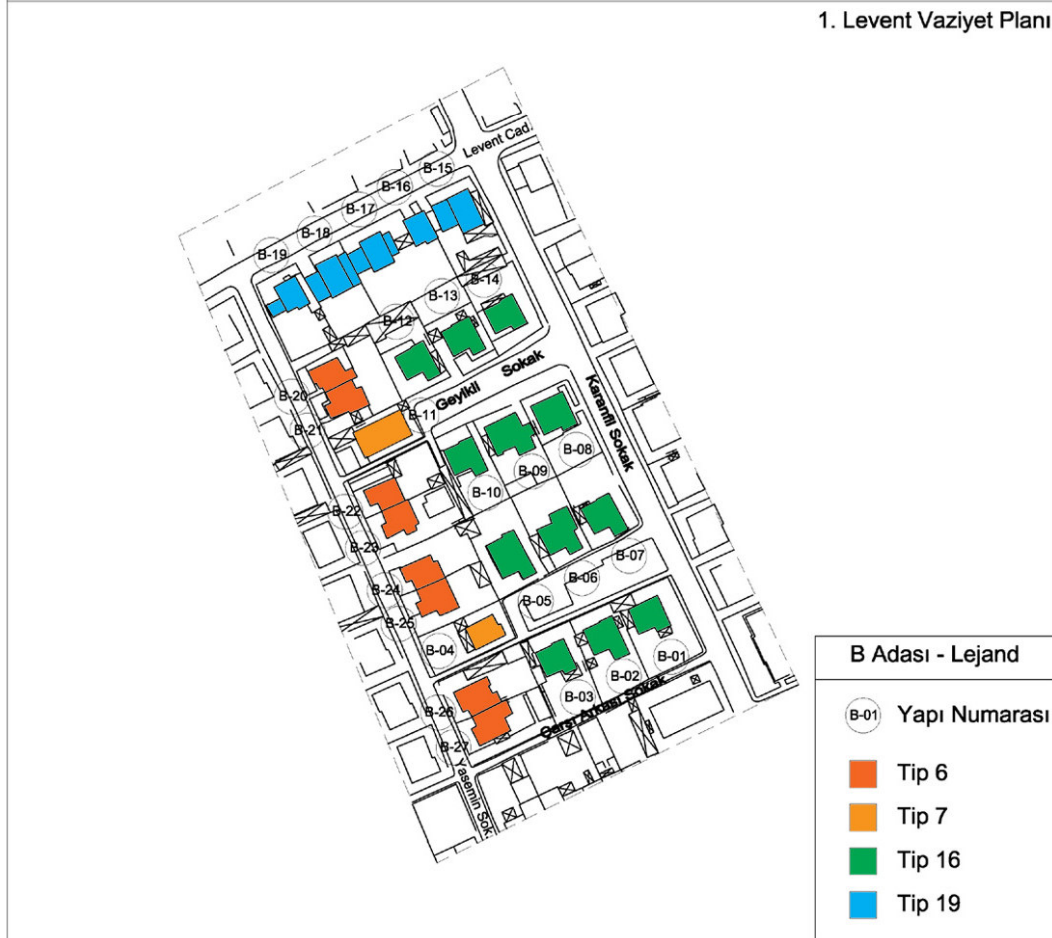 1. Levent Vaziyet Planı
Levent Cad.
B-15
B-16
B-17
B-18
B-19
B-14
B-13
B-12
B-20
B-21
B-11
Geyikli Sokak
Karanfil Sokak
B-08
B-09
B-10
B-22
B-23
B-24
B-25
B-07
B-06
B-05
B-04
B-01
B-02
B-03
Çarşı Arkası Sokak
B-26
B-27
Yasemin Sok.
B Adası - Lejand
B-01 Yapı Numarası
Tip 6
Tip 7
Tip 16
Tip 19